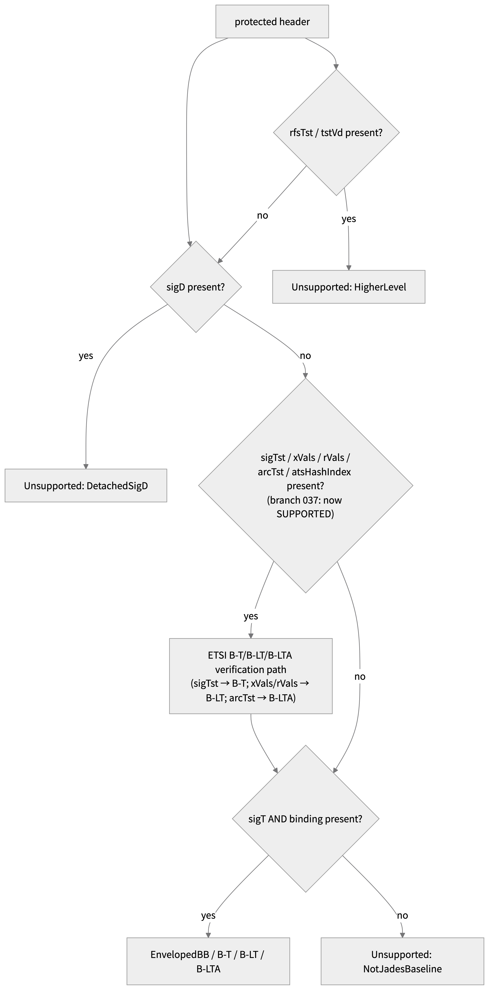 protected header
rfsTst / tstVd present?
no
yes
sigD present?
Unsupported: HigherLevel
yes
no
sigTst / xVals / rVals /
arcTst / atsHashIndex
present?
(branch 037: now
SUPPORTED)
Unsupported: DetachedSigD
yes
ETSI B-T/B-LT/B-LTA
verification path
(sigTst → B-T; xVals/rVals →
B-LT; arcTst → B-LTA)
no
sigT AND binding present?
yes
no
EnvelopedBB / B-T / B-LT /
B-LTA
Unsupported:
NotJadesBaseline